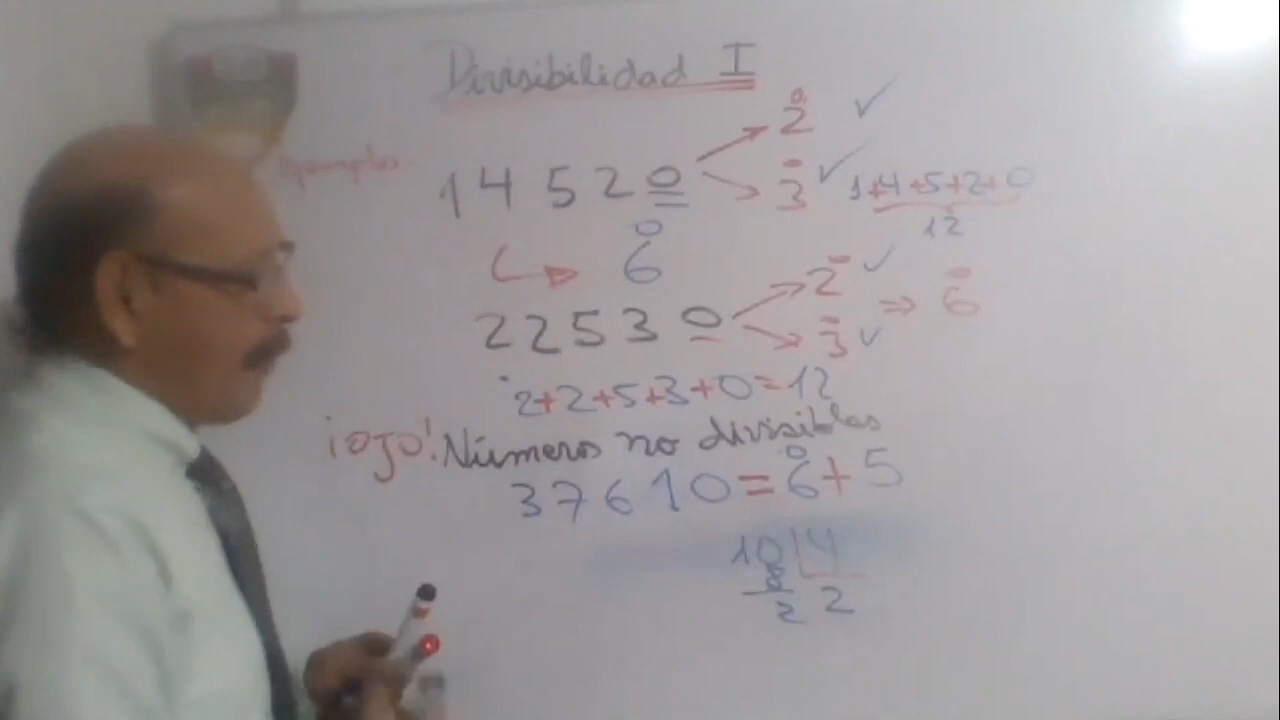 Divisibilidad I
Ejemplos.
2̊ ✓
14520 3̊ ✓ 1+4+5+2+0
12
6̊
2̊ ✓
22530 3̊ ✓ ⇒ 6̊
2+2+5+3+0=12
¡OJO! Números no divisibles
37610=6̊+5
10 4
8
2 2